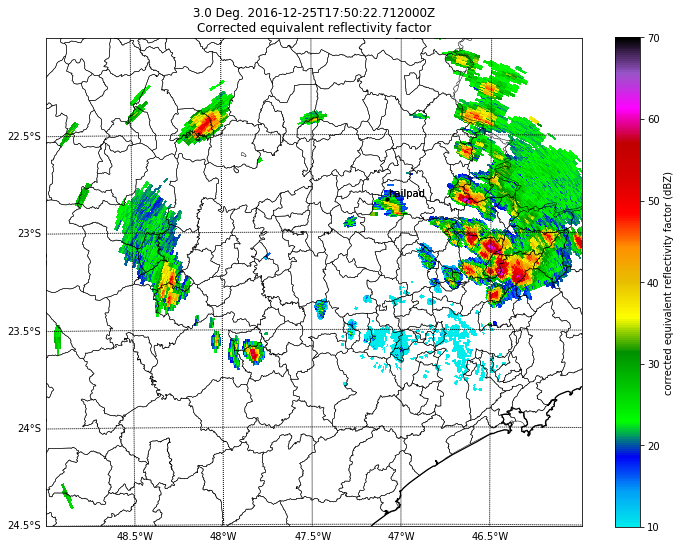 3.0 Deg. 2016-12-25T17:50:22.712000Z
Corrected equivalent reflectivity factor
hailpad
22.5°S
23°S
23.5°S
24°S
24.5°S
48.5°W
48°W
47.5°W
47°W
46.5°W
70
60
50
40
30
20
10
corrected equivalent reflectivity factor (dBZ)